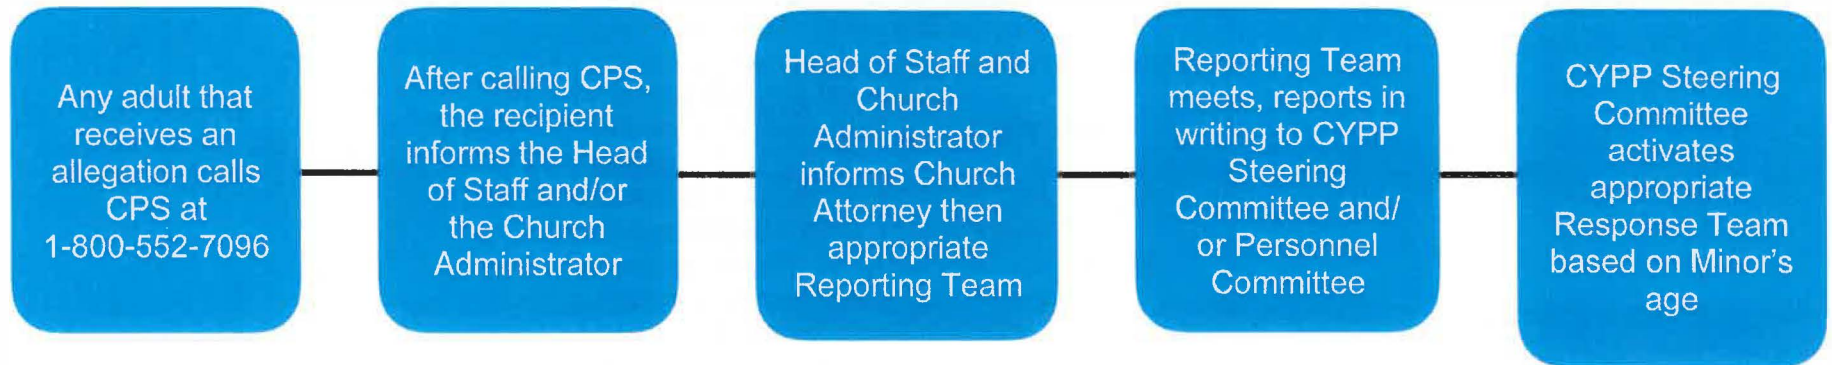 Any adult that
receives an
allegation calls
CPS at
1-800-552-7096
After calling CPS,
the recipient
informs the Head
of Staff and/or
the Church
Administrator
Head of Staff and
Church
Administrator
informs Church
Attorney then
appropriate
Reporting Team
Reporting Team
meets, reports in
writing to CYPP
Steering
Committee and/
or Personnel
Committee
CYPP Steering
Committee
activates
appropriate
Response Team
based on Minor's
age